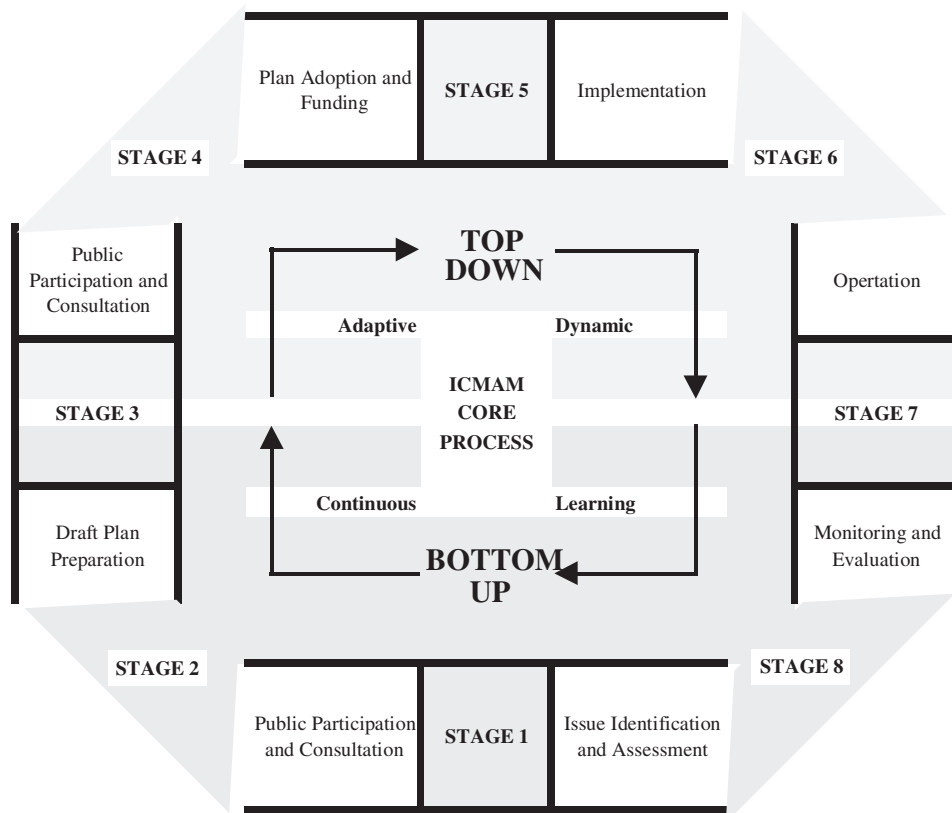 Plan Adoption and
Funding
STAGE 5
Implementation
STAGE 4
STAGE 6
Public
Participation and
Consultation
TOP
DOWN
Opertation
Adaptive
Dynamic
STAGE 3
ICMAM
CORE
PROCESS
STAGE 7
Continuous
Learning
Draft Plan
Preparation
BOTTOM
UP
Monitoring and
Evaluation
STAGE 2
STAGE 8
Public Participation
and Consultation
STAGE 1
Issue Identification
and Assessment